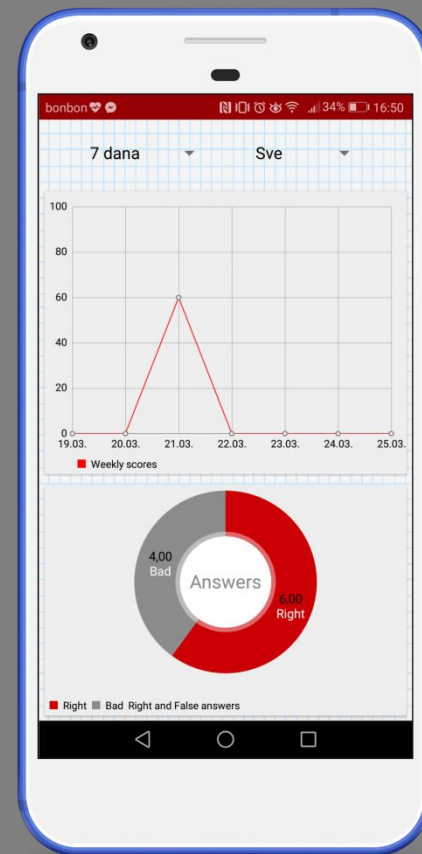 bonbon 34% 16:50
7 dana Sve
100
80
60
40
20
0
19.03. 20.03. 21.03. 22.03. 23.03. 24.03. 25.03.
Weekly scores
4,00
Bad
Answers
6,00
Right
Right Bad Right and False answers